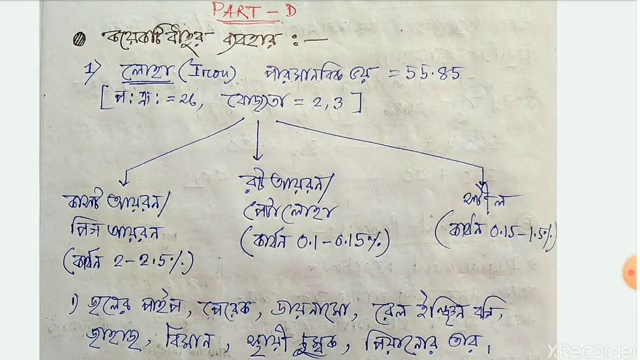 PART-D
কয়েকটি ধাতুর ব্যবহার :—
1) লোহা (Iron) পারমানবিক ভর = 55.85
[প: ক্র: = 26, যোজ্যতা = 2,3]
কাস্ট আয়রন/
পিগ আয়রন
(কার্বন 2-2.5%)
রট আয়রন/
পেটা লোহা
(কার্বন 0.1-0.15%)
স্টীল
(কার্বন 0.15-1.5%)
1) জলের পাইপ, পেরেক, ডায়নামো, রেল ইঞ্জিন,
জাহাজ, বিমান, স্থায়ী চুম্বক, পিয়ানোর তার।
XRecorder